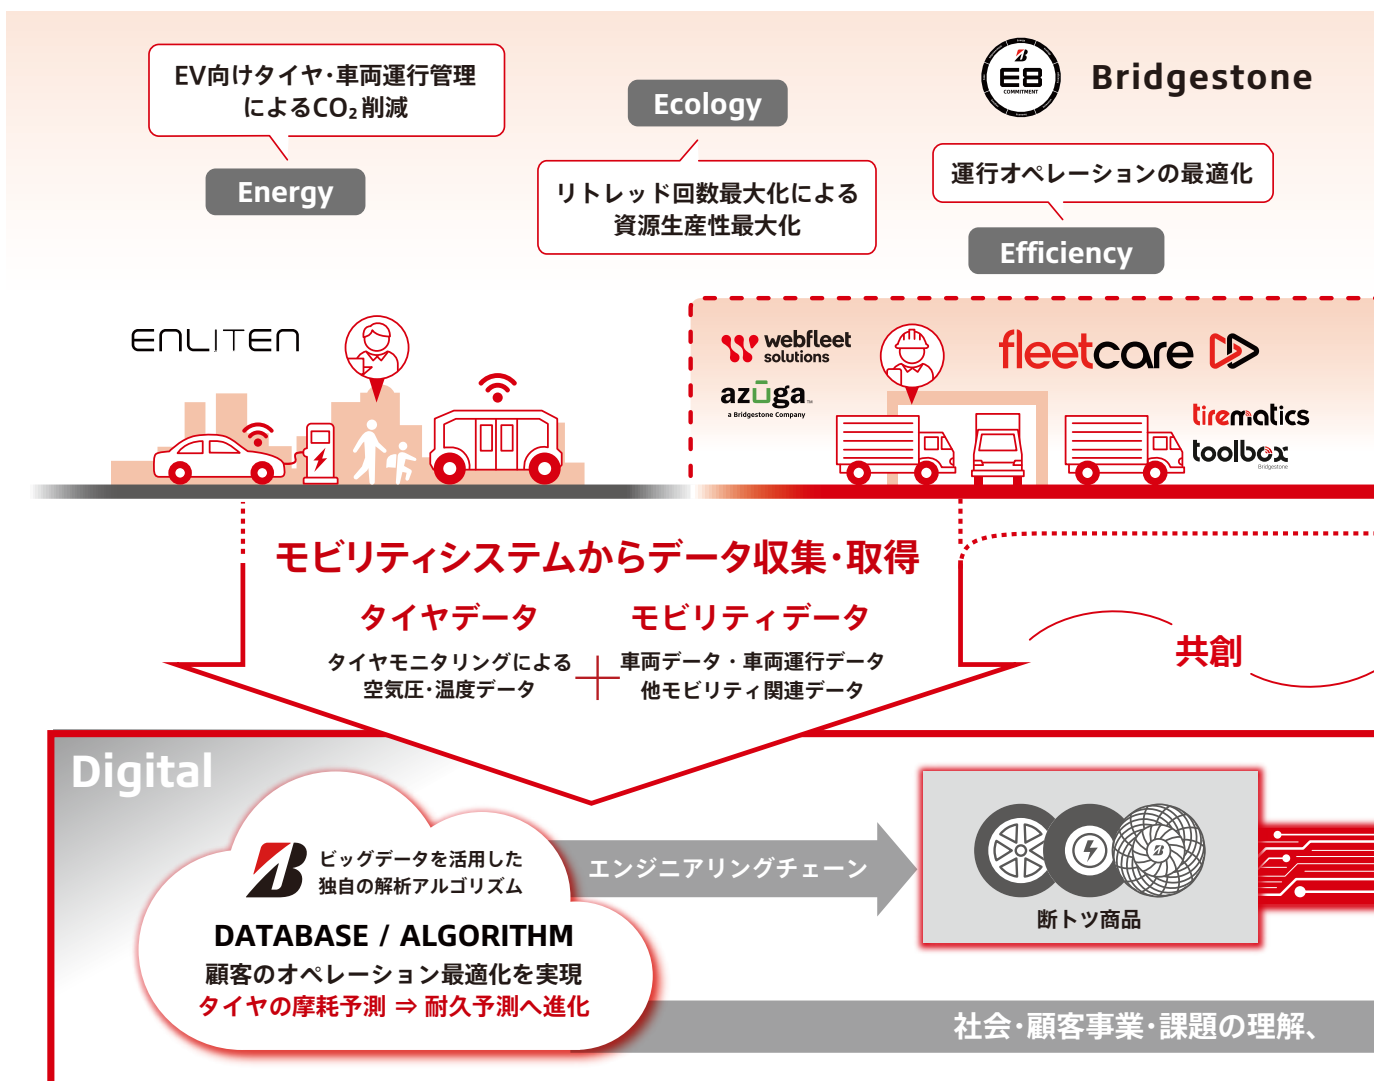 EV向けタイヤ・車両運行管理
によるCO₂削減
Energy
Ecology
リトレッド回数最大化による
資源生産性最大化
E8
COMMITMENT
Bridgestone
運行オペレーションの最適化
Efficiency
ENLITEN
webfleet
solutions
azuga™
a Bridgestone Company
fleetcare
tirematics
toolbox
Bridgestone
モビリティシステムからデータ収集・取得
タイヤデータ
タイヤモニタリングによる
空気圧・温度データ
モビリティデータ
車両データ・車両運行データ
他モビリティ関連データ
共創
Digital
ビッグデータを活用した
独自の解析アルゴリズム
DATABASE / ALGORITHM
顧客のオペレーション最適化を実現
タイヤの摩耗予測 ⇒ 耐久予測へ進化
エンジニアリングチェーン
断トツ商品
社会・顧客事業・課題の理解、